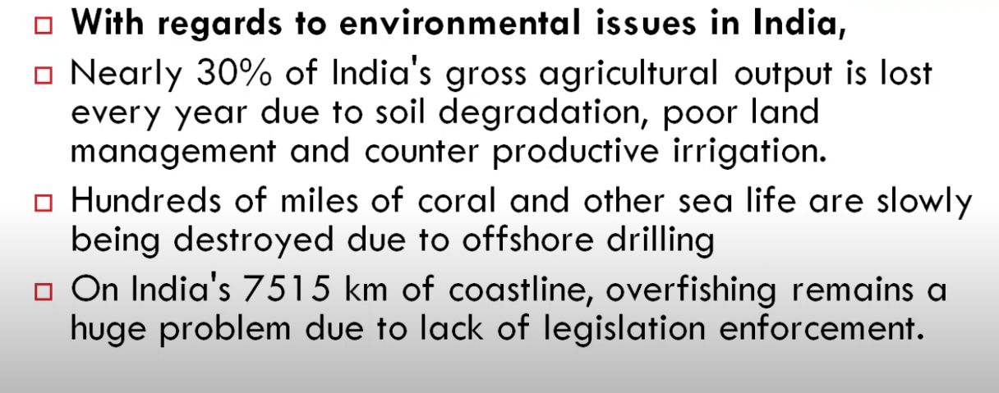 With regards to environmental issues in India,
Nearly 30% of India's gross agricultural output is lost
every year due to soil degradation, poor land
management and counter productive irrigation.
Hundreds of miles of coral and other sea life are slowly
being destroyed due to offshore drilling
On India's 7515 km of coastline, overfishing remains a
huge problem due to lack of legislation enforcement.